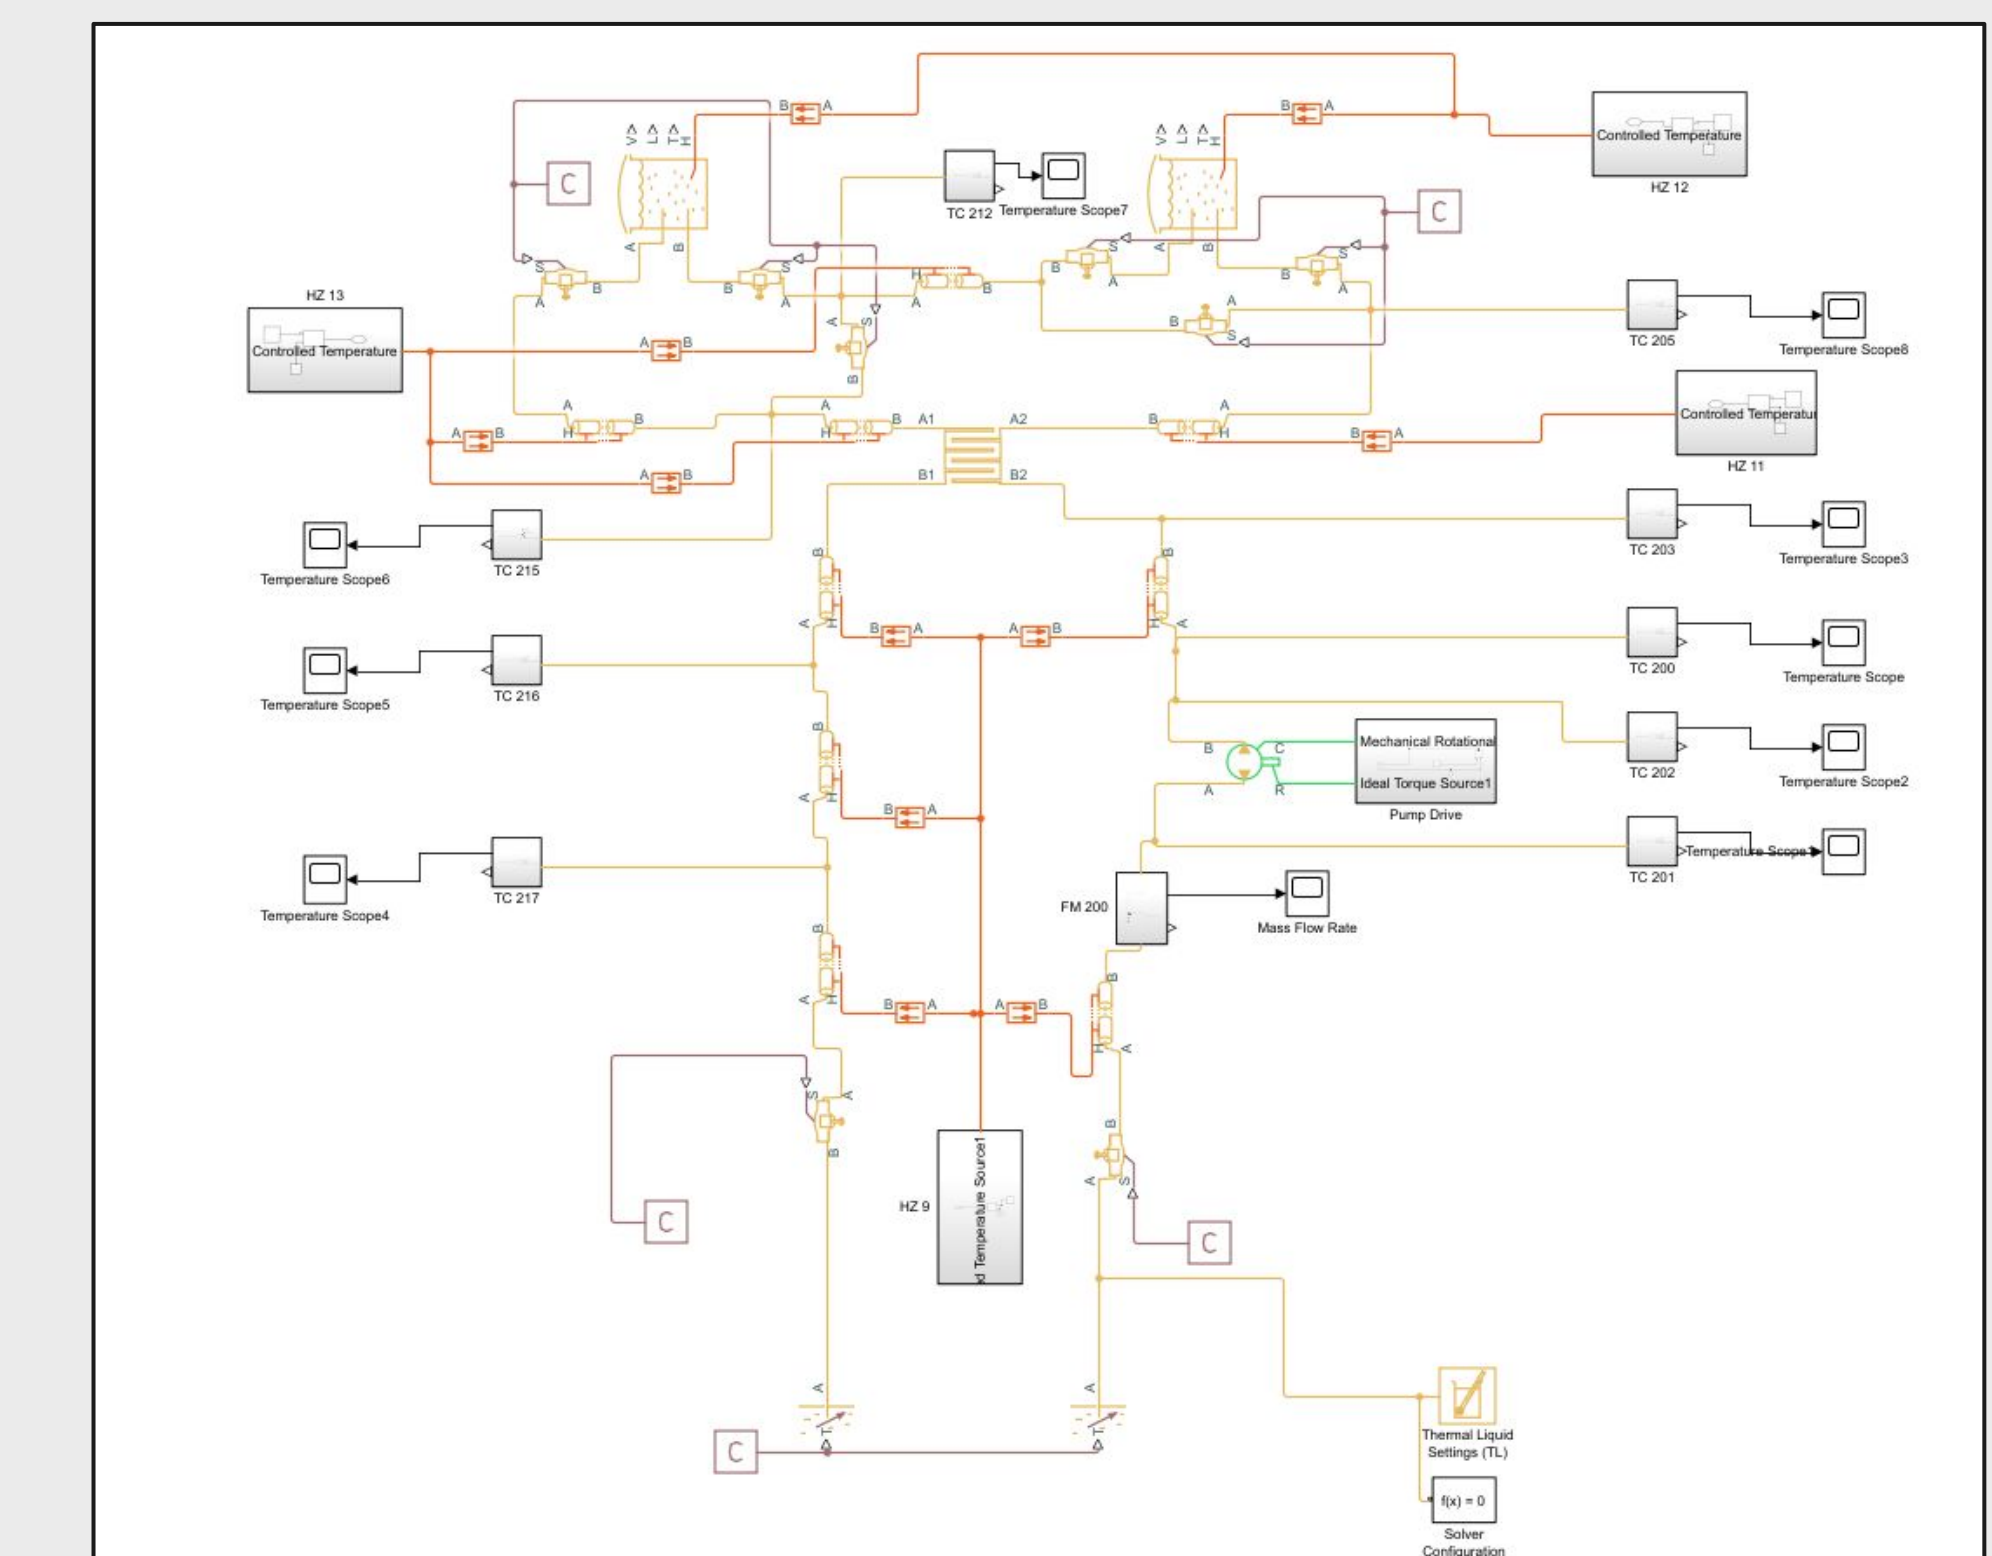 B A
B A
V> L> T> H
V> L> T> H
Controlled Temperature
HZ 12
C
TC 212
Temperature Scope7
C
S
A B
S
S
A B
S
B
B
A
H
B
B
A
B
A
A
A
A
HZ 13
Controlled Temperature
A S
B
A
S
TC 205
Temperature Scope8
A B
B
A
B
H
A
B
H
A1 A2
B
A
H
Controlled Temperatur
HZ 11
A B
B A
B1 B2
A B
TC 215
Temperature Scope6
TC 203
Temperature Scope3
B
B
A H
H A
B A
A B
TC 216
Temperature Scope5
TC 200
Temperature Scope
B
A H
B A
B C
A R
Mechanical Rotational
Ideal Torque Source1
Pump Drive
TC 202
Temperature Scope2
TC 217
Temperature Scope4
Temperature Scope1
TC 201
FM 200
Mass Flow Rate
B
A H
B A
A B
B
H A
S A
B
B
A S
C
HZ 9
d Temperature Source1
C
A
A
T
T
C
Thermal Liquid
Settings (TL)
f(x) = 0
Solver
Configuration